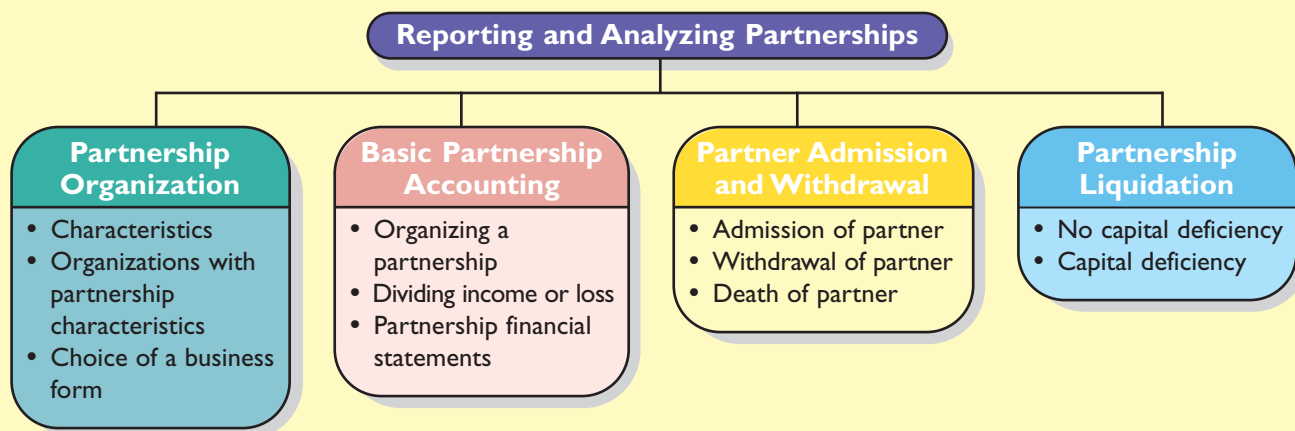 Reporting and Analyzing Partnerships
Partnership
Organization
• Characteristics
• Organizations with
partnership
characteristics
• Choice of a business
form
Basic Partnership
Accounting
• Organizing a
partnership
• Dividing income or loss
• Partnership financial
statements
Partner Admission
and Withdrawal
• Admission of partner
• Withdrawal of partner
• Death of partner
Partnership
Liquidation
• No capital deficiency
• Capital deficiency